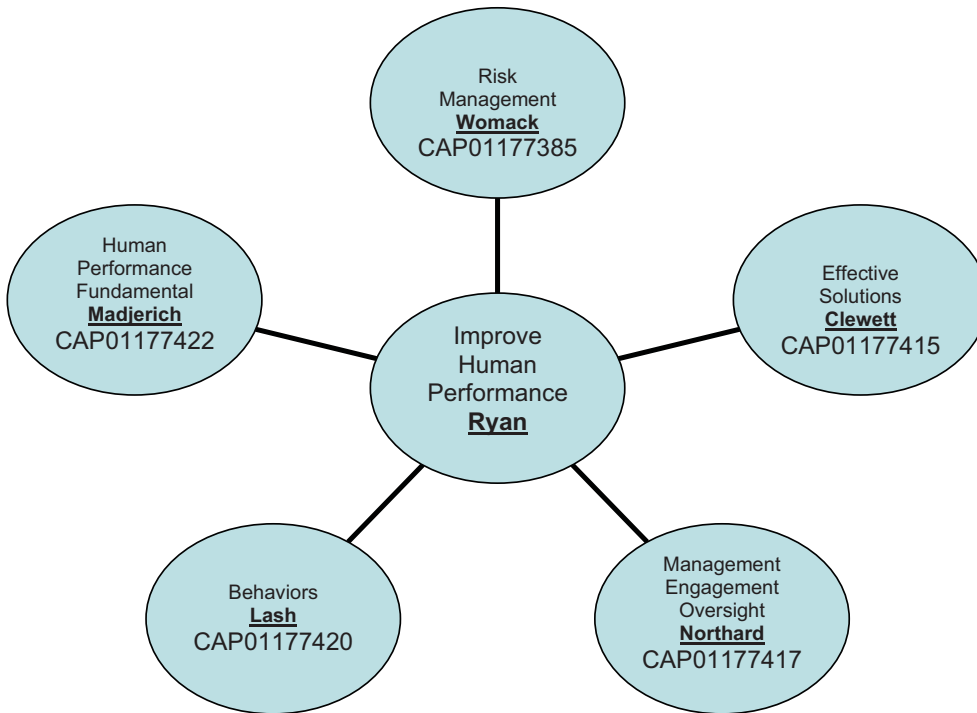 Risk
Management
Womack
CAP01177385
Human
Performance
Fundamental
Madjerich
CAP01177422
Effective
Solutions
Clewett
CAP01177415
Improve
Human
Performance
Ryan
Behaviors
Lash
CAP01177420
Management
Engagement
Oversight
Northard
CAP01177417